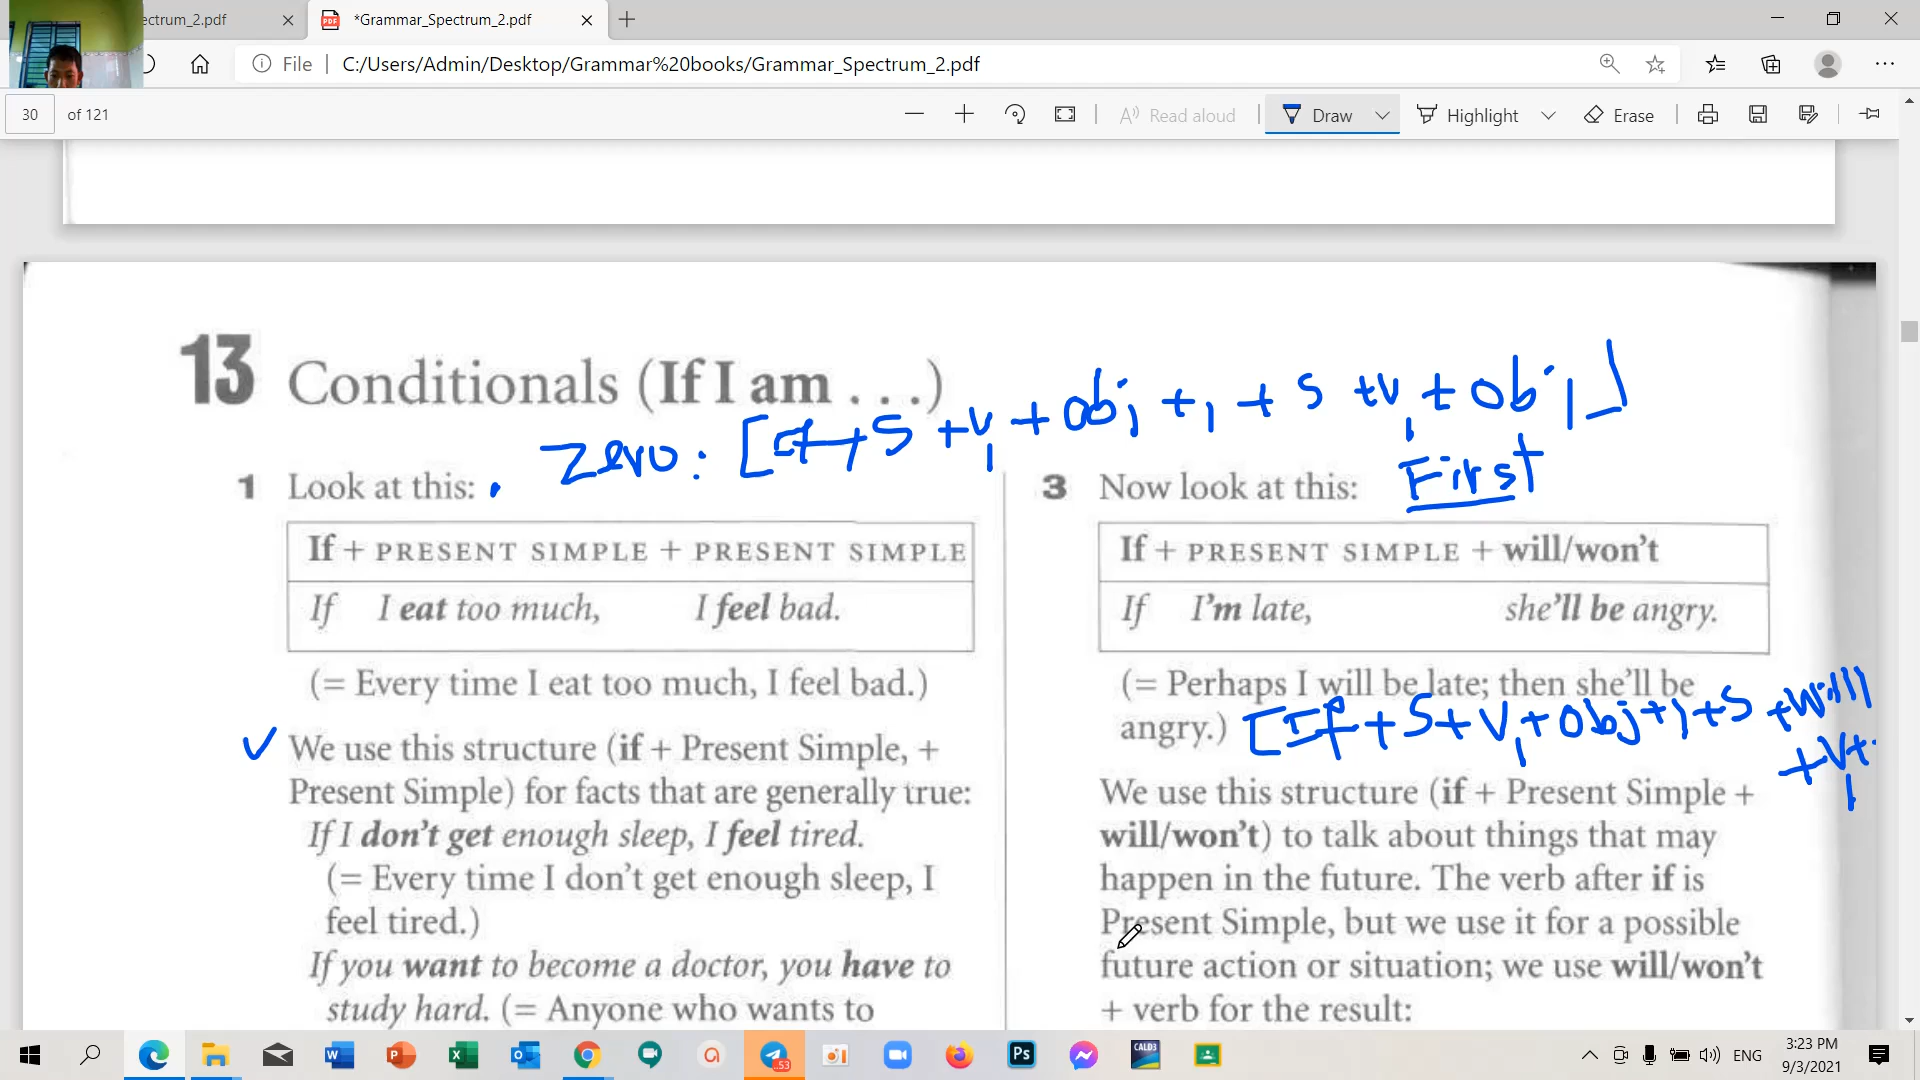 ectrum_2.pdf
*Grammar_Spectrum_2.pdf
File | C:/Users/Admin/Desktop/Grammar%20books/Grammar_Spectrum_2.pdf
30 of 121
Read aloud
Draw
Highlight
Erase
13 Conditionals (If I am . . .)
Zero: [If + S + V1 + obj + , + S + V1 + obj]
1 Look at this:
If + PRESENT SIMPLE + PRESENT SIMPLE
If I eat too much, I feel bad.
(= Every time I eat too much, I feel bad.)
We use this structure (if + Present Simple, +
Present Simple) for facts that are generally true:
If I don't get enough sleep, I feel tired.
(= Every time I don't get enough sleep, I
feel tired.)
If you want to become a doctor, you have to
study hard. (= Anyone who wants to
First
3 Now look at this:
If + PRESENT SIMPLE + will/won't
If I'm late, she'll be angry.
(= Perhaps I will be late; then she'll be
angry.)
[If + S + V1 + obj + , + S + will
+ V1 +
We use this structure (if + Present Simple +
will/won't) to talk about things that may
happen in the future. The verb after if is
Present Simple, but we use it for a possible
future action or situation; we use will/won't
+ verb for the result:
53
CALD3
ENG
3:23 PM
9/3/2021